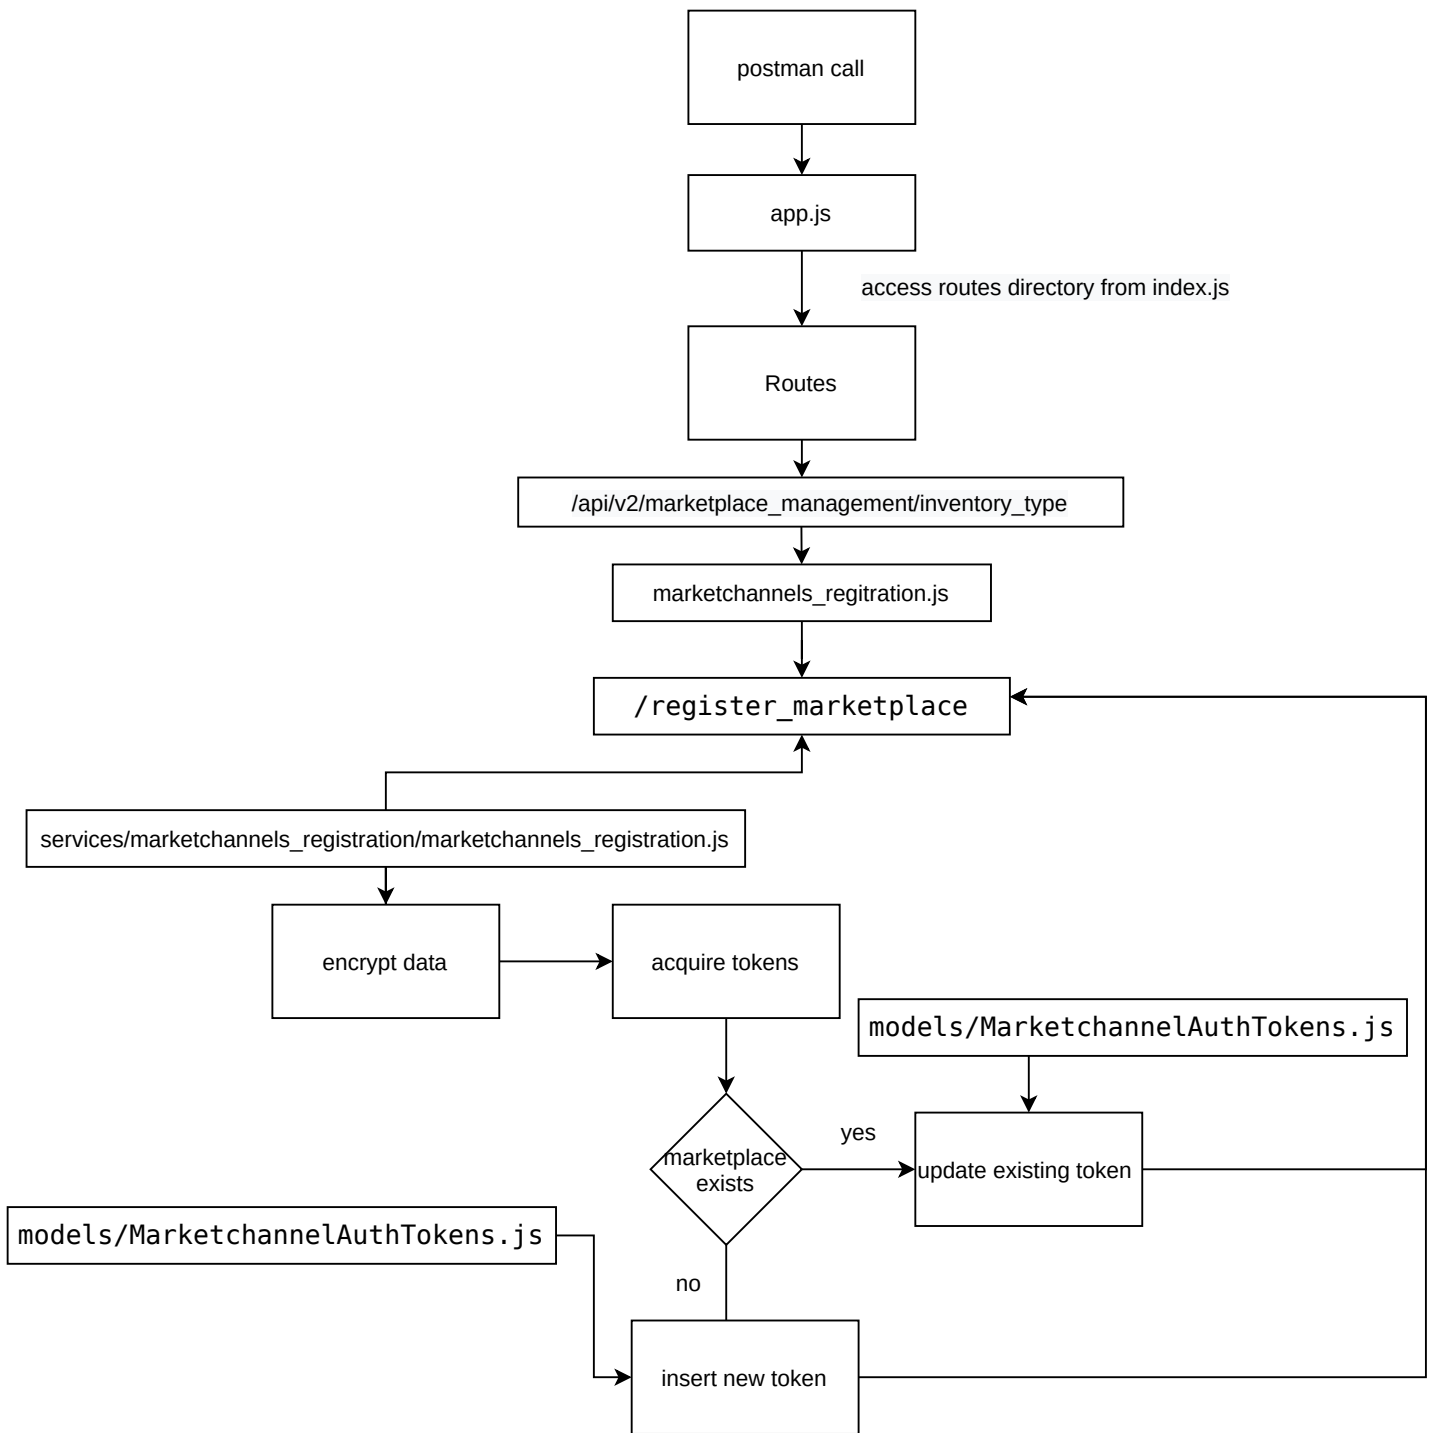 postman call
app.js
access routes directory from index.js
Routes
/api/v2/marketplace_management/inventory_type
marketchannels_regitration.js
/register_marketplace
services/marketchannels_registration/marketchannels_registration.js
encrypt data
acquire tokens
models/MarketchannelAuthTokens.js
yes
marketplace
exists
update existing token
models/MarketchannelAuthTokens.js
no
insert new token